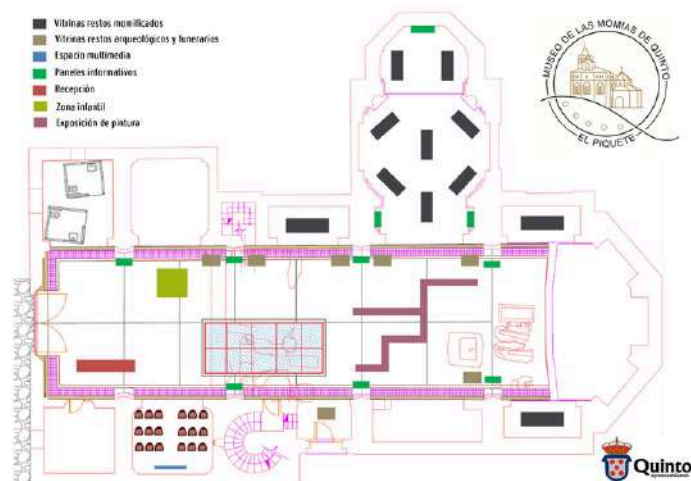 Vitrinas restos momificados
Vitrinas restos arqueológicos y funerarios
Espacio multimedia
Paneles informativos
Recepción
Zona infantil
Exposición de pintura
MUSEO DE LAS MOMIAS DE QUINTO
EL PIQUETE
Quinto